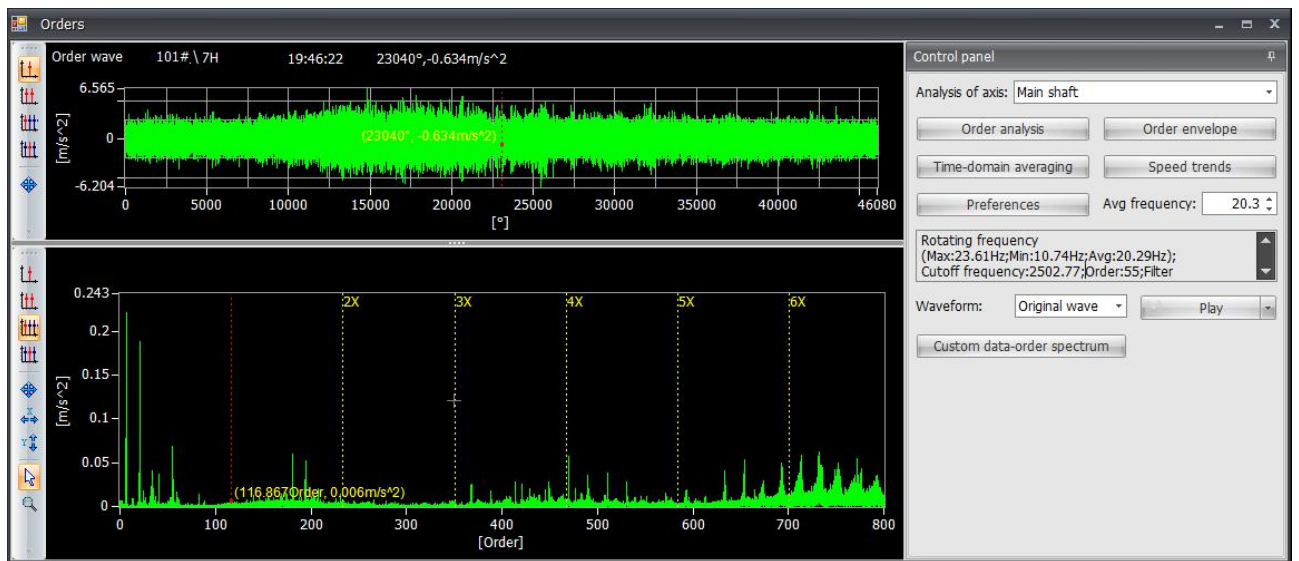 Orders
Order wave 101#.\ 7H 19:46:22 23040°,-0.634m/s^2
6.565
0
-6.204
[m/s^2]
(23040°, -0.634m/s^2)
0 5000 10000 15000 20000 25000 30000 35000 40000 46080
[°]
0.243
0.2
0.15
0.1
0.05
0
[m/s^2]
2X 3X 4X 5X 6X
(116.867Order, 0.006m/s^2)
0 100 200 300 400 500 600 700 800
[Order]
X
Y
Control panel
Analysis of axis: Main shaft
Order analysis Order envelope
Time-domain averaging Speed trends
Preferences Avg frequency: 20.3
Rotating frequency
(Max:23.61Hz;Min:10.74Hz;Avg:20.29Hz);
Cutoff frequency:2502.77;Order:55;Filter
Waveform: Original wave Play
Custom data-order spectrum